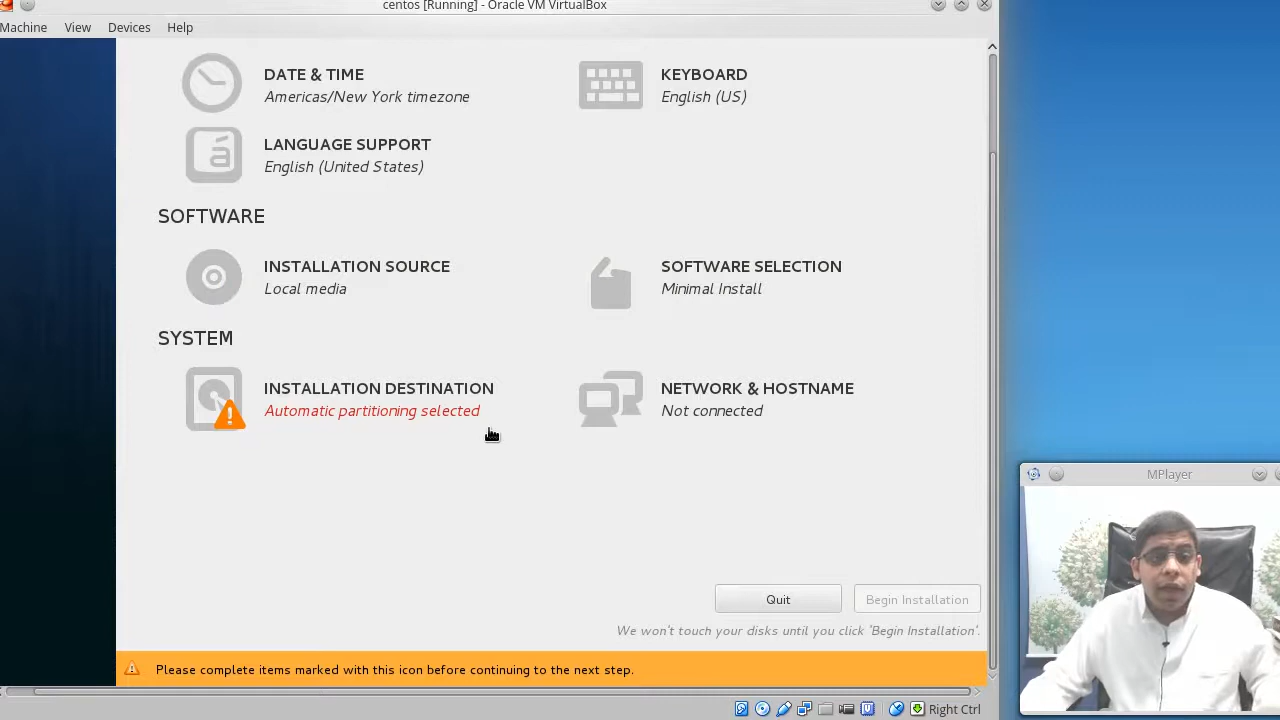 centos [Running] - Oracle VM VirtualBox
Machine View Devices Help
DATE & TIME
Americas/New York timezone
KEYBOARD
English (US)
LANGUAGE SUPPORT
English (United States)
SOFTWARE
INSTALLATION SOURCE
Local media
SOFTWARE SELECTION
Minimal Install
SYSTEM
INSTALLATION DESTINATION
Automatic partitioning selected
NETWORK & HOSTNAME
Not connected
MPlayer
Quit
Begin Installation
We won't touch your disks until you click 'Begin Installation'.
Please complete items marked with this icon before continuing to the next step.
Right Ctrl